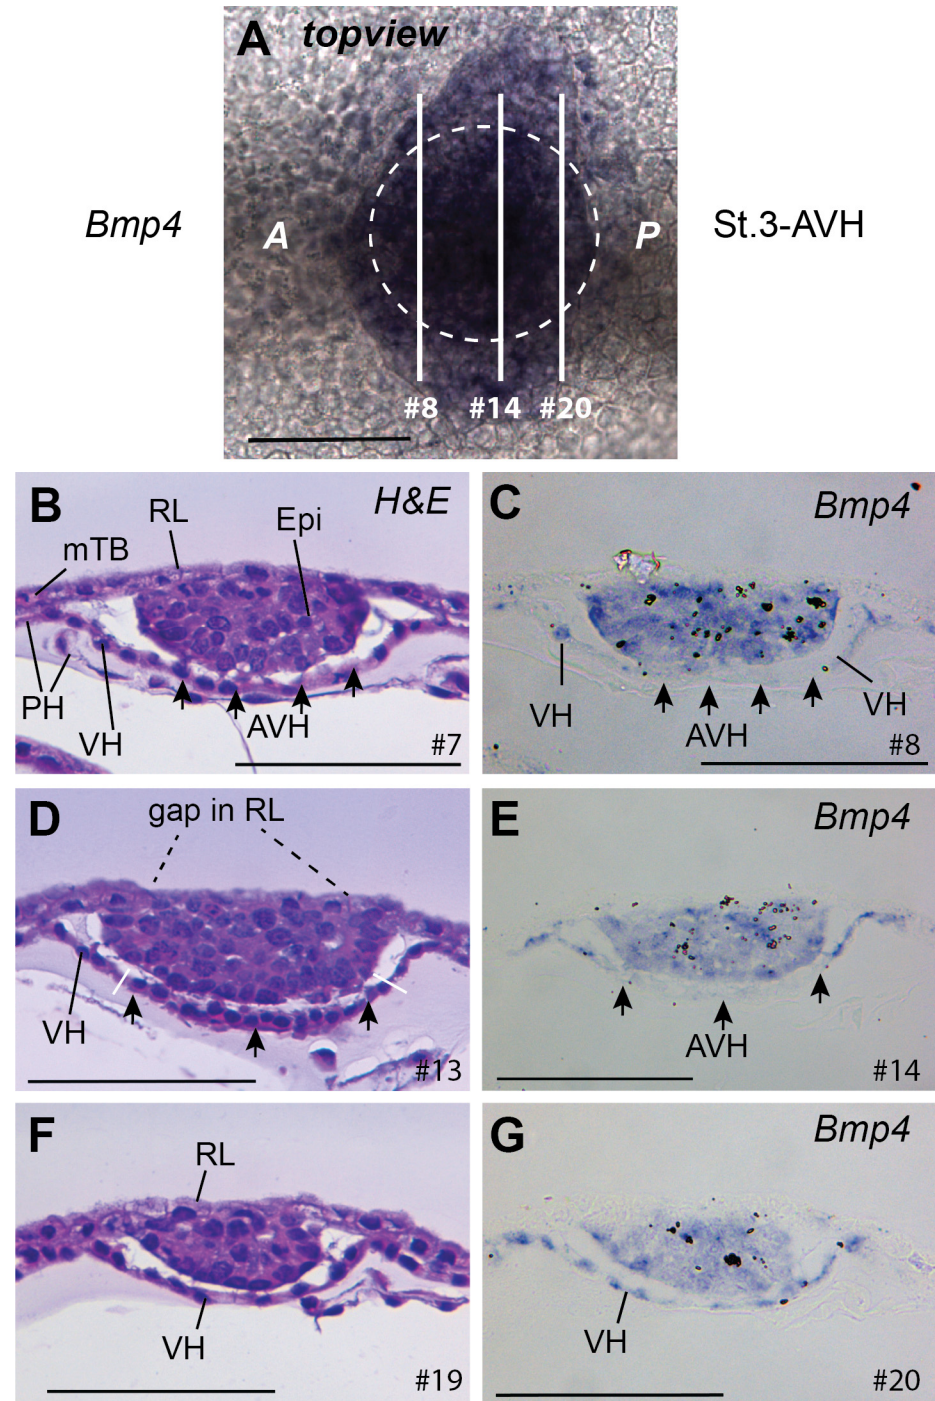 A topview
Bmp4
A
P
St.3-AVH
#8 #14 #20
B
H&E
RL
Epi
mTB
PH
VH
AVH
#7
C
Bmp4
VH
VH
AVH
#8
D
gap in RL
VH
#13
E
Bmp4
AVH
#14
F
RL
VH
#19
G
Bmp4
VH
#20